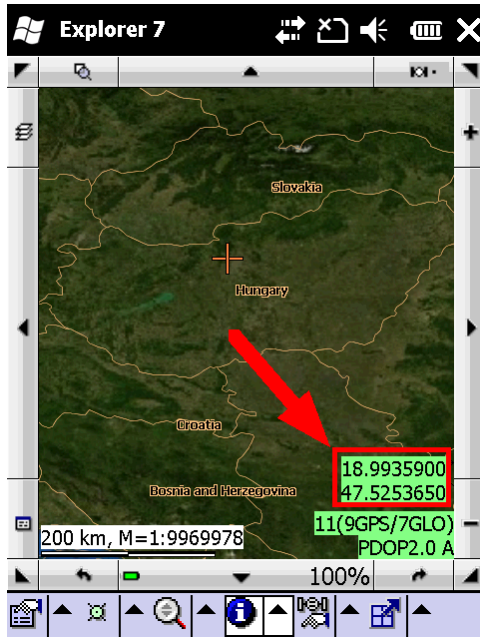 Explorer 7
Slovakia
Hungary
Croatia
Bosnia and Herzegovina
18.9935900
47.5253650
11(9GPS/7GLO)
200 km, M=1:9969978
PDOP2.0 A
100%